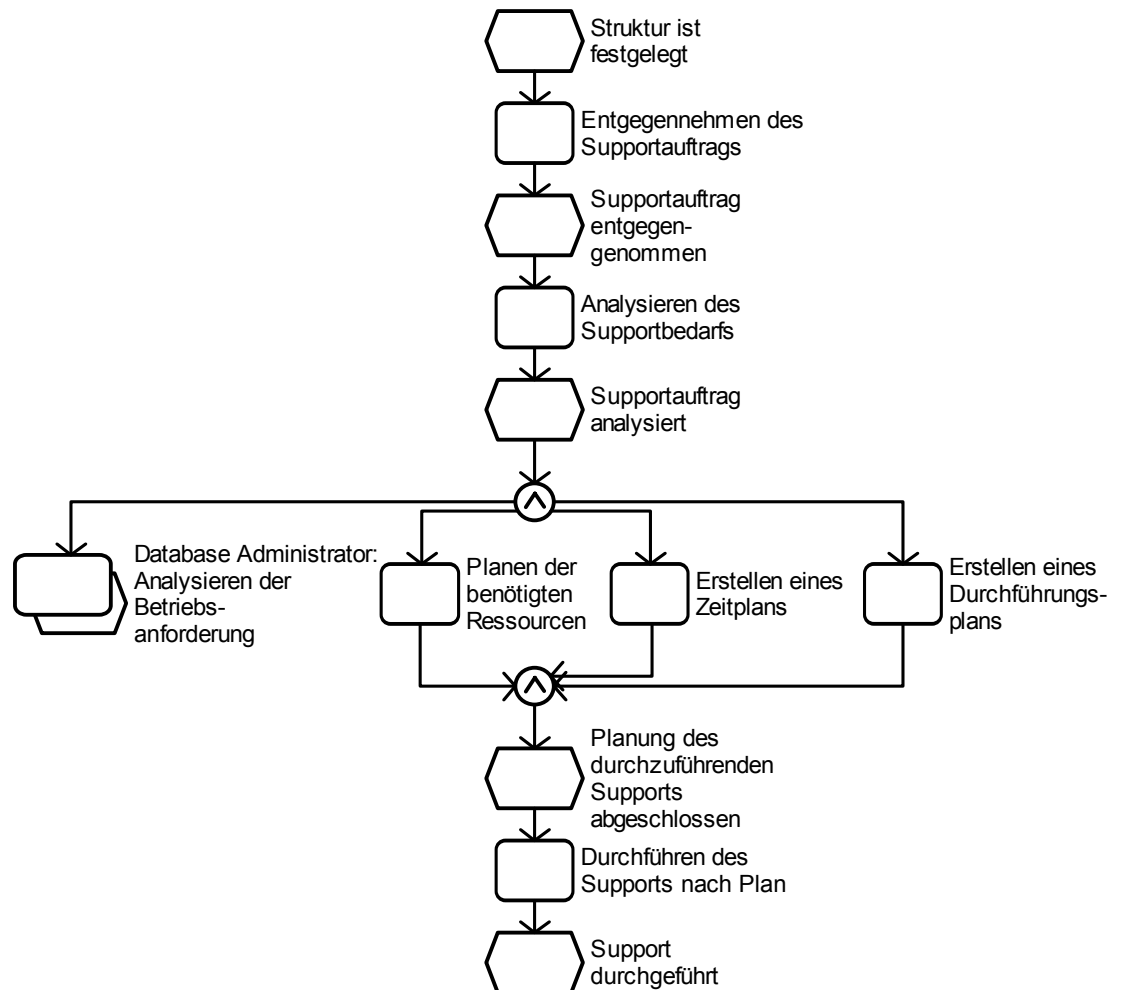 Struktur ist
festgelegt
Entgegennehmen des
Supportauftrags
Supportauftrag
entgegen-
genommen
Analysieren des
Supportbedarfs
Supportauftrag
analysiert
Database Administrator:
Analysieren der
Betriebs-
anforderung
Planen der
benötigten
Ressourcen
Erstellen eines
Zeitplans
Erstellen eines
Durchführungs-
plans
Planung des
durchzuführenden
Supports
abgeschlossen
Durchführen des
Supports nach Plan
Support
durchgeführt